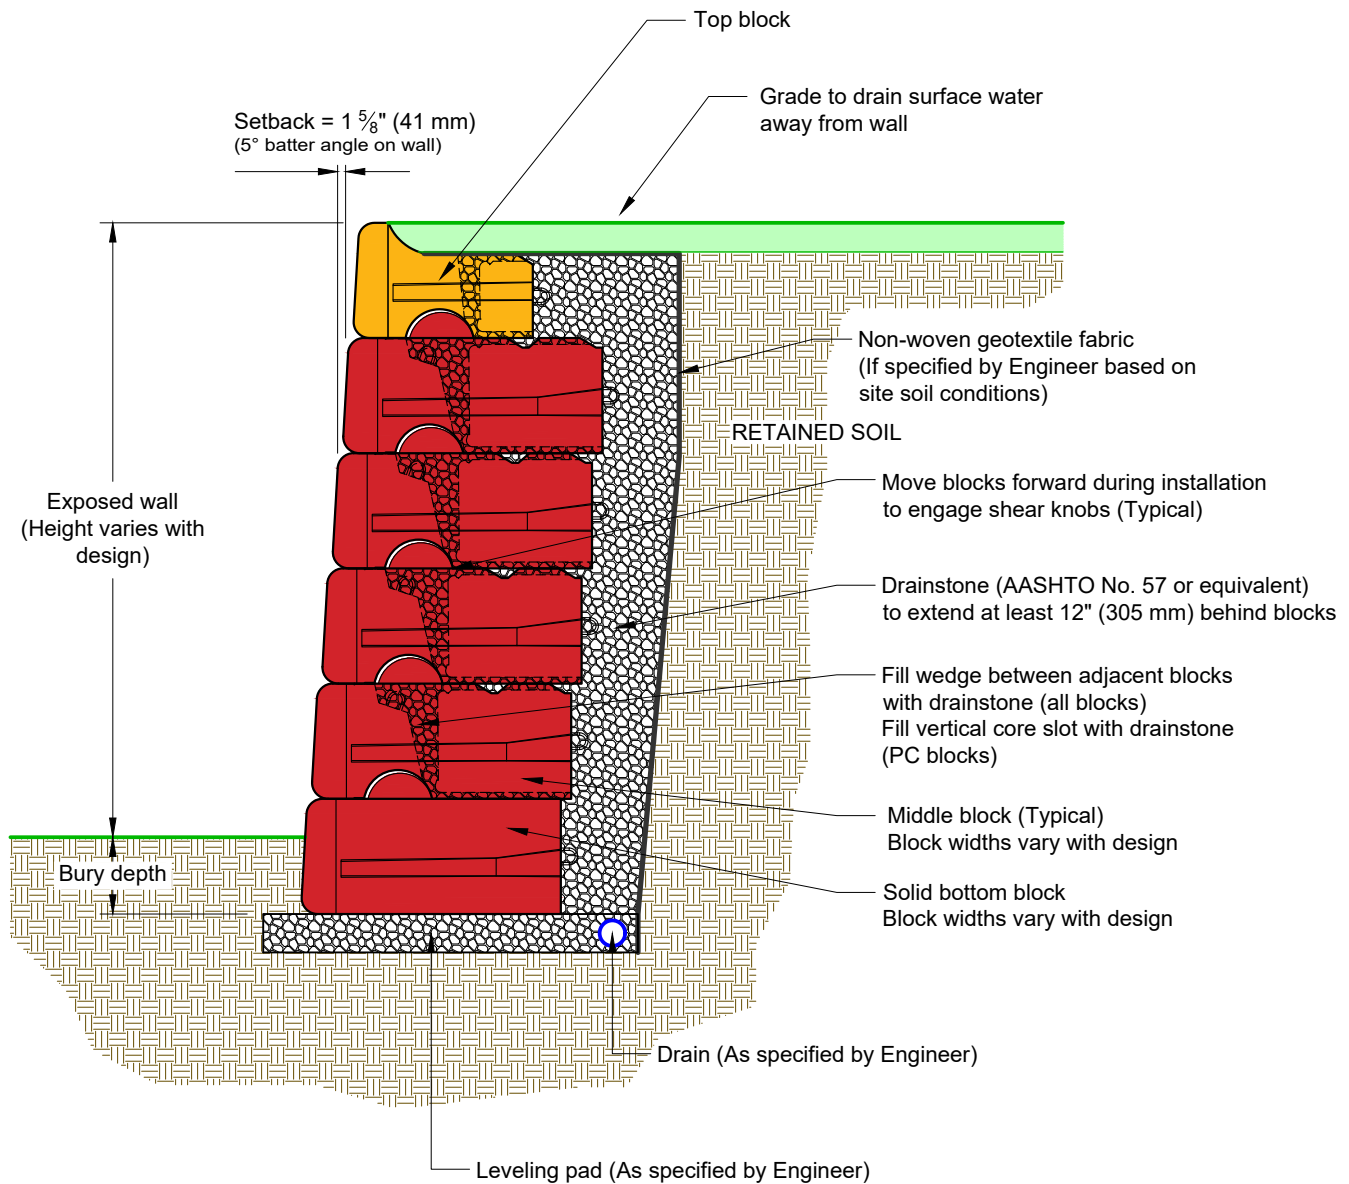 Top block
Grade to drain surface water
away from wall
Setback = 1 5⁄8" (41 mm)
(5° batter angle on wall)
Non-woven geotextile fabric
(If specified by Engineer based on
site soil conditions)
RETAINED SOIL
Move blocks forward during installation
to engage shear knobs (Typical)
Exposed wall
(Height varies with
design)
Drainstone (AASHTO No. 57 or equivalent)
to extend at least 12" (305 mm) behind blocks
Fill wedge between adjacent blocks
with drainstone (all blocks)
Fill vertical core slot with drainstone
(PC blocks)
Middle block (Typical)
Block widths vary with design
Bury depth
Solid bottom block
Block widths vary with design
Drain (As specified by Engineer)
Leveling pad (As specified by Engineer)